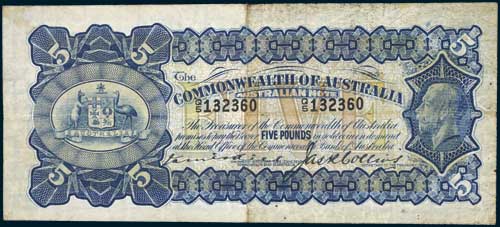 5 5
The
COMMONWEALTH OF AUSTRALIA
AUSTRALIAN NOTE
132360 132360
AUSTRALIA
The Treasurer of the Commonwealth of Australia
promises to pay the Bearer FIVE POUNDS in gold coin on demand
at the Head Office of the Commonwealth Bank of Australia
Jas. R. Collins
5 5